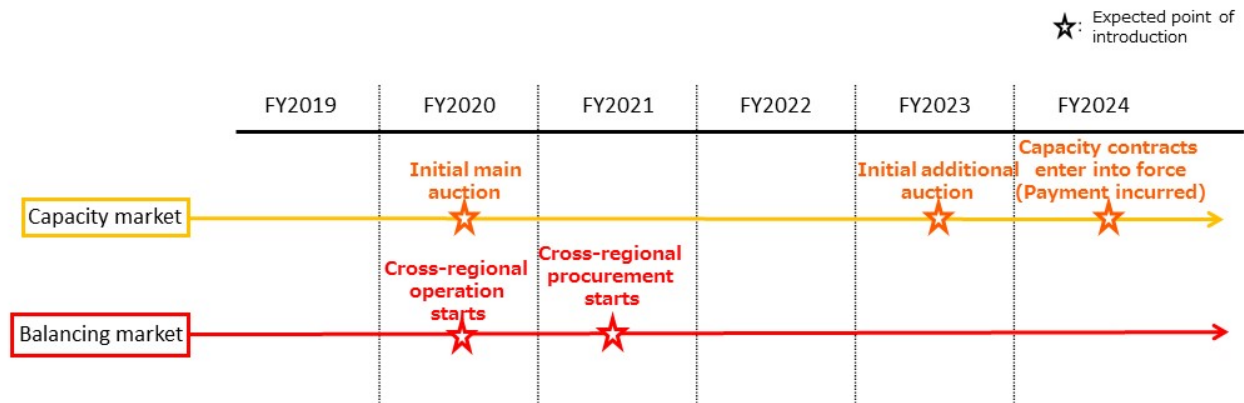 ☆: Expected point of
introduction
FY2019 FY2020 FY2021 FY2022 FY2023 FY2024
Initial main
auction
Initial additional
auction
Capacity contracts
enter into force
(Payment incurred)
Capacity market
Cross-regional
operation
starts
Cross-regional
procurement
starts
Balancing market